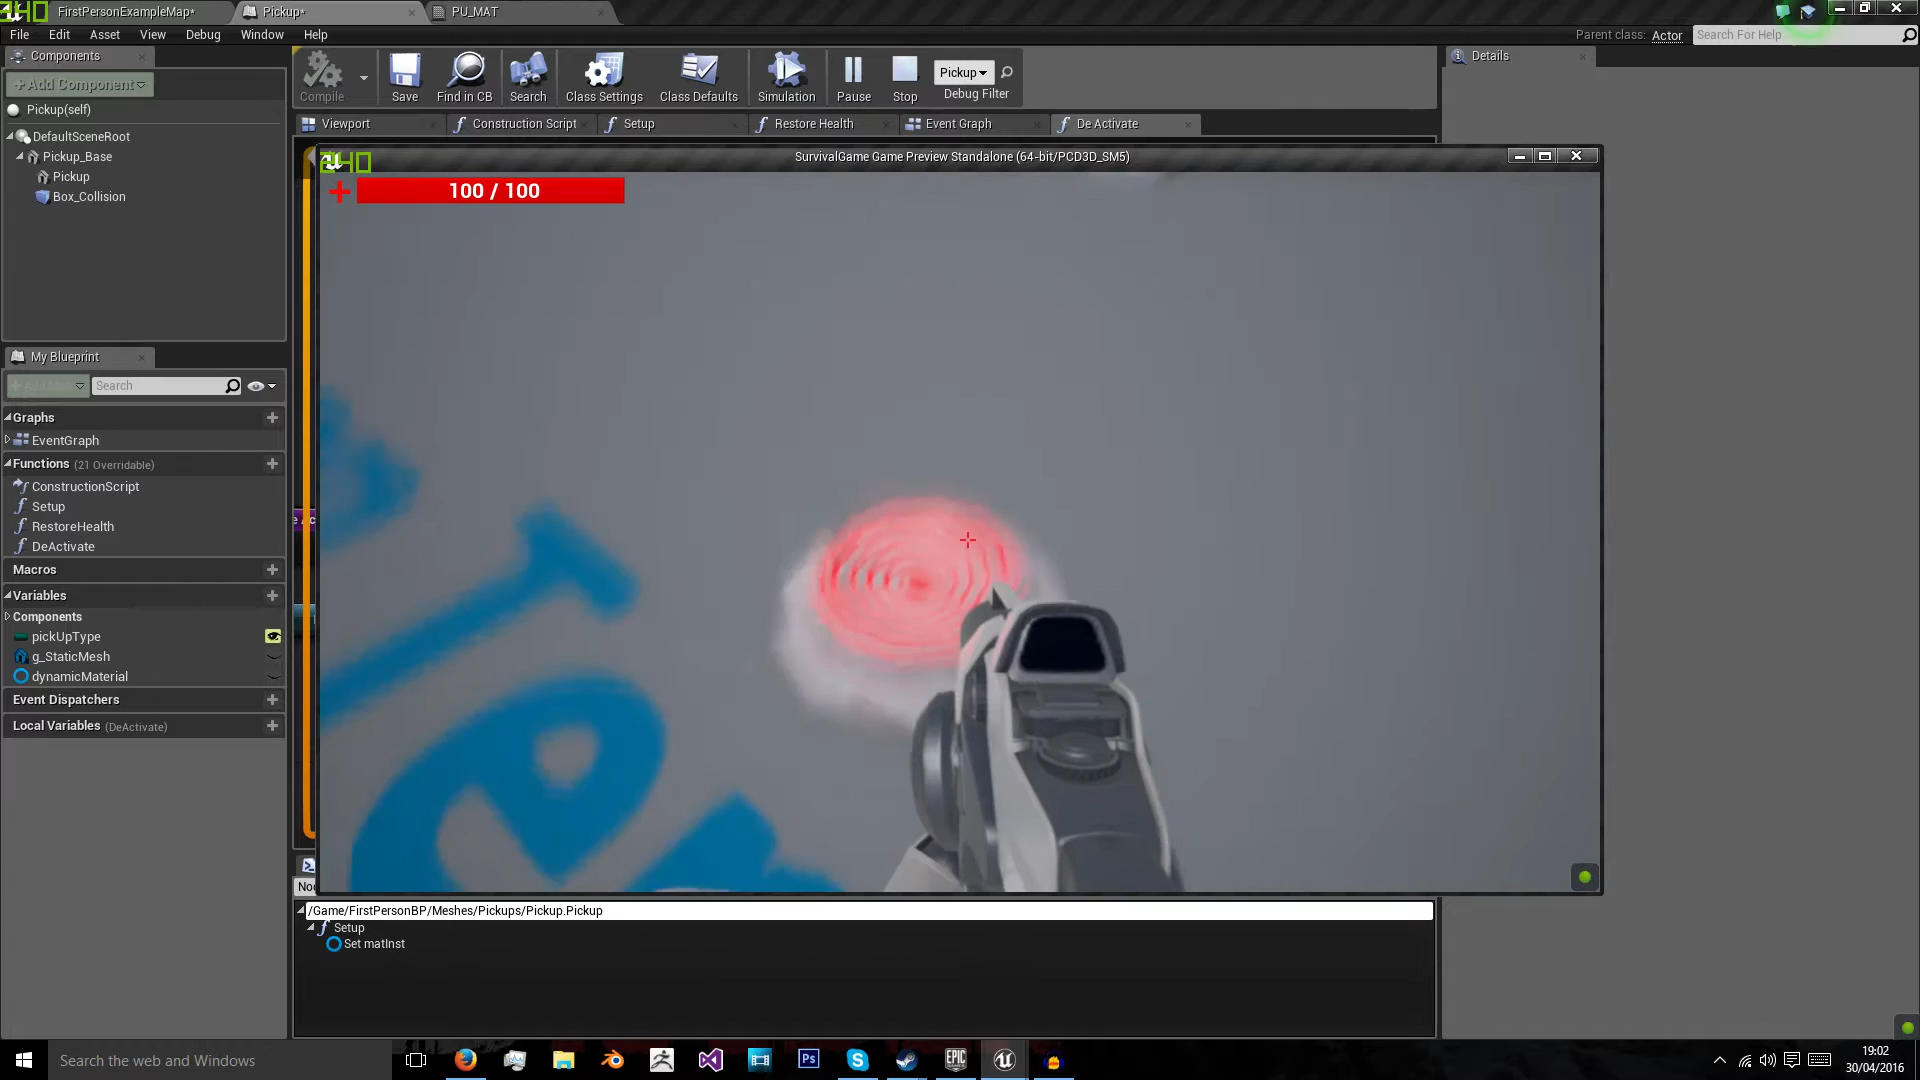 240
FirstPersonExampleMap*
Pickup*
PU_MAT
File Edit Asset View Debug Window Help
Parent class: Actor
Search For Help
Components
Details
+Add Component
Compile
Save
Find in CB
Search
Class Settings
Class Defaults
Simulation
Pause
Stop
Pickup
Debug Filter
Pickup(self)
Viewport
Construction Script
Setup
Restore Health
Event Graph
De Activate
DefaultSceneRoot
Pickup_Base
Pickup
Box_Collision
240
SurvivalGame Game Preview Standalone (64-bit/PCD3D_SM5)
100 / 100
My Blueprint
Search
Graphs
EventGraph
Functions (21 Overridable)
ConstructionScript
Setup
RestoreHealth
DeActivate
Macros
Variables
Components
pickUpType
g_StaticMesh
dynamicMaterial
Event Dispatchers
Local Variables (DeActivate)
/Game/FirstPersonBP/Meshes/Pickups/Pickup.Pickup
Setup
Set matInst
Search the web and Windows
19:02
30/04/2016